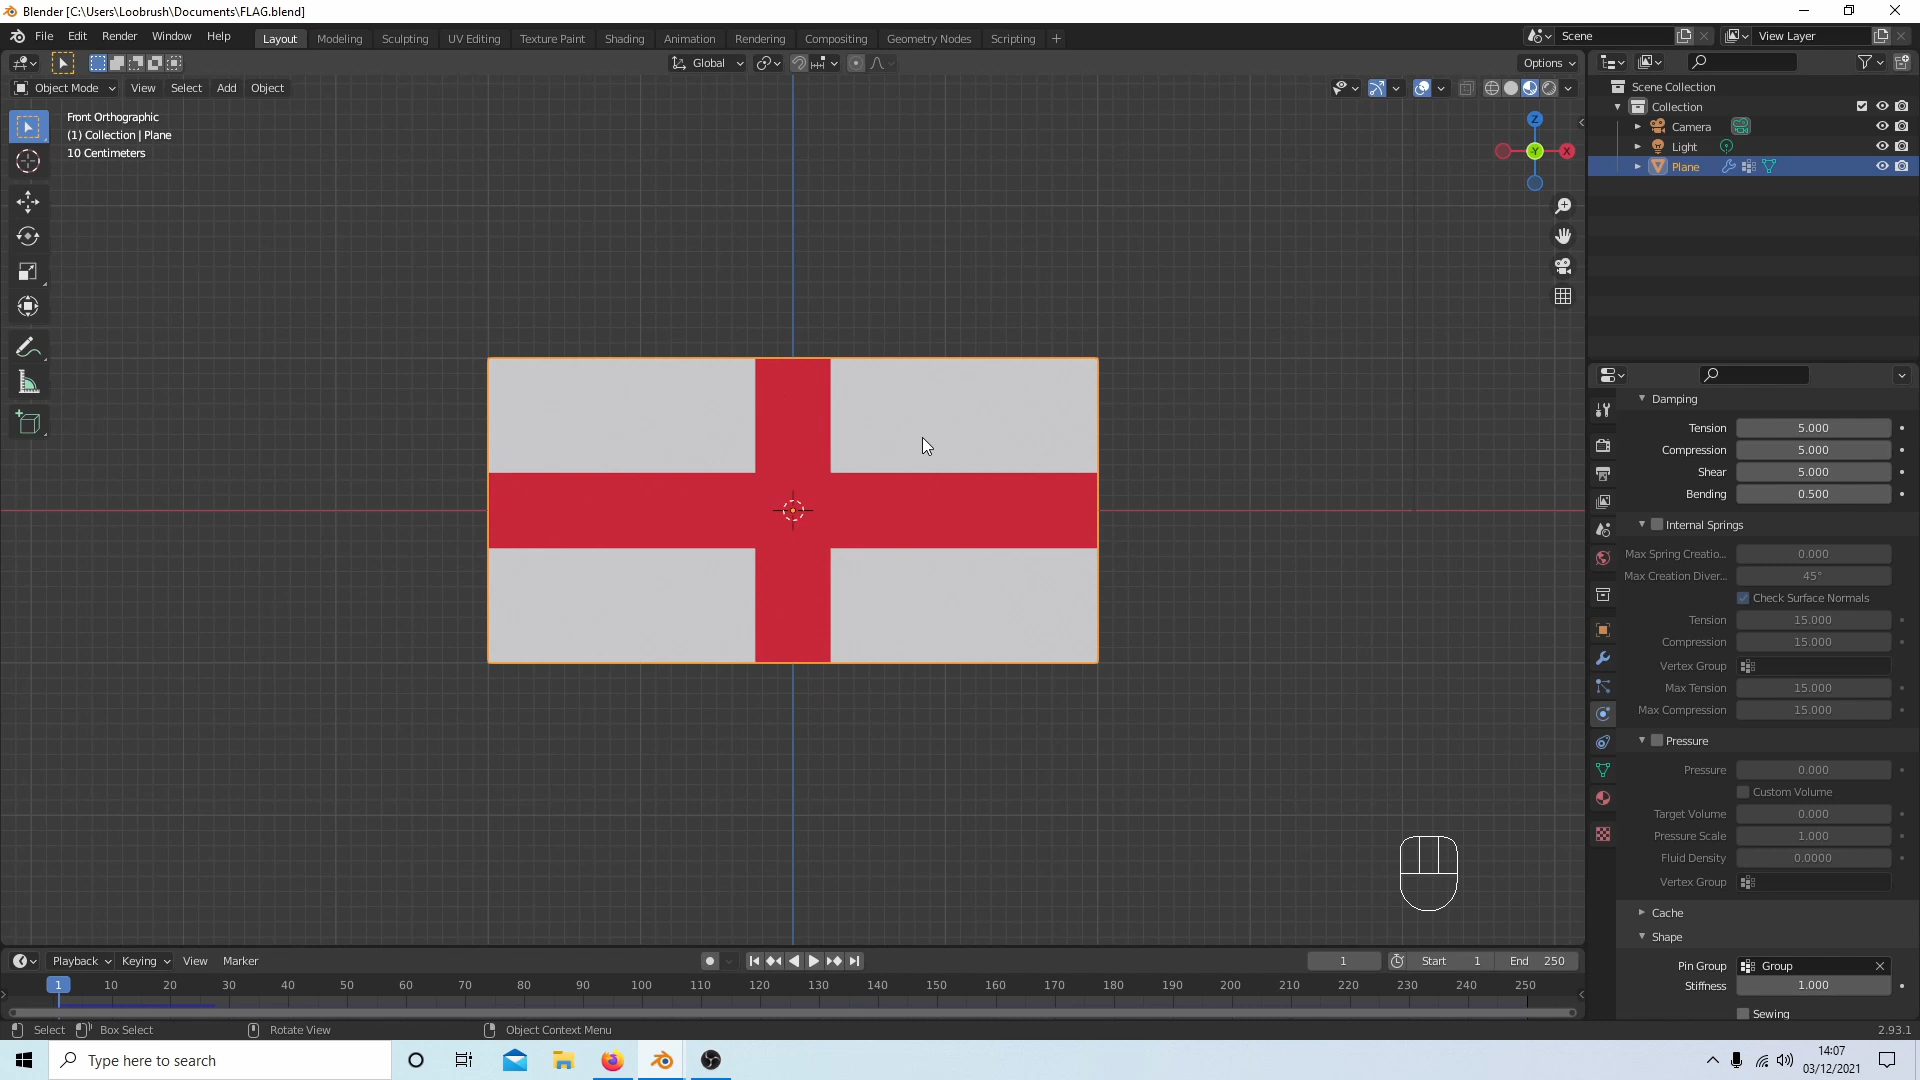 Blender [C:\Users\Loobrush\Documents\FLAG.blend]
File Edit Render Window Help
Layout Modeling Sculpting UV Editing Texture Paint Shading Animation Rendering Compositing Geometry Nodes Scripting +
Scene
View Layer
Global
Options
Object Mode View Select Add Object
Front Orthographic
(1) Collection | Plane
10 Centimeters
Z
Y
X
Scene Collection
Collection
Camera
Light
Plane
Damping
Tension 5.000
Compression 5.000
Shear 5.000
Bending 0.500
Internal Springs
Max Spring Creatio... 0.000
Max Creation Diver... 45°
Check Surface Normals
Tension 15.000
Compression 15.000
Vertex Group
Max Tension 15.000
Max Compression 15.000
Pressure
Pressure 0.000
Custom Volume
Target Volume 0.000
Pressure Scale 1.000
Fluid Density 0.0000
Vertex Group
Cache
Shape
Pin Group Group
Stiffness 1.000
Sewing
Playback Keying View Marker
1 Start 1 End 250
1 10 20 30 40 50 60 70 80 90 100 110 120 130 140 150 160 170 180 190 200 210 220 230 240 250
Select Box Select Rotate View Object Context Menu
2.93.1
Type here to search
14:07
03/12/2021